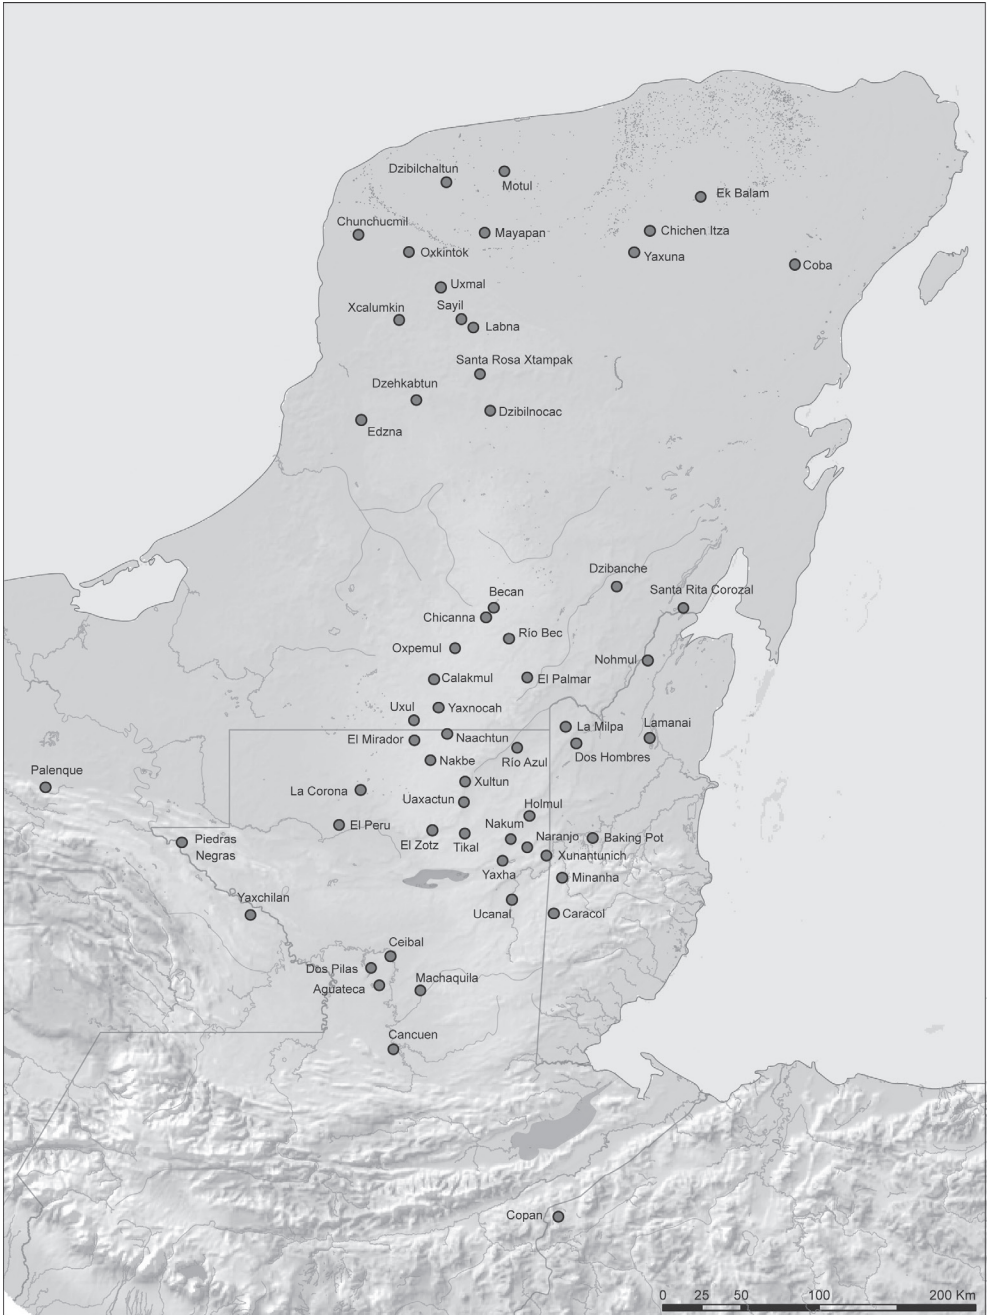 Dzibilchaltun
Motul
Ek Balam
Chunchucmil
Chichen Itza
Mayapan
Oxkintok
Yaxuna
Coba
Uxmal
Xcalumkin
Sayil
Labna
Santa Rosa Xtampak
Dzehkabtun
Dzibilnocac
Edzna
Dzibanche
Becan
Santa Rita Corozal
Chicanna
Río Bec
Oxpemul
Nohmul
Calakmul
El Palmar
Uxul
Yaxnocah
La Milpa
Lamanai
El Mirador
Naachtun
Nakbe
Río Azul
Dos Hombres
Palenque
La Corona
Xultun
Uaxactun
Holmul
El Peru
Nakum
Piedras
Negras
El Zotz
Tikal
Naranjo
Baking Pot
Xunantunich
Yaxha
Minanha
Yaxchilan
Ucanal
Caracol
Ceibal
Dos Pilas
Machaquila
Aguateca
Cancuen
Copan
0 25 50 100 200 Km